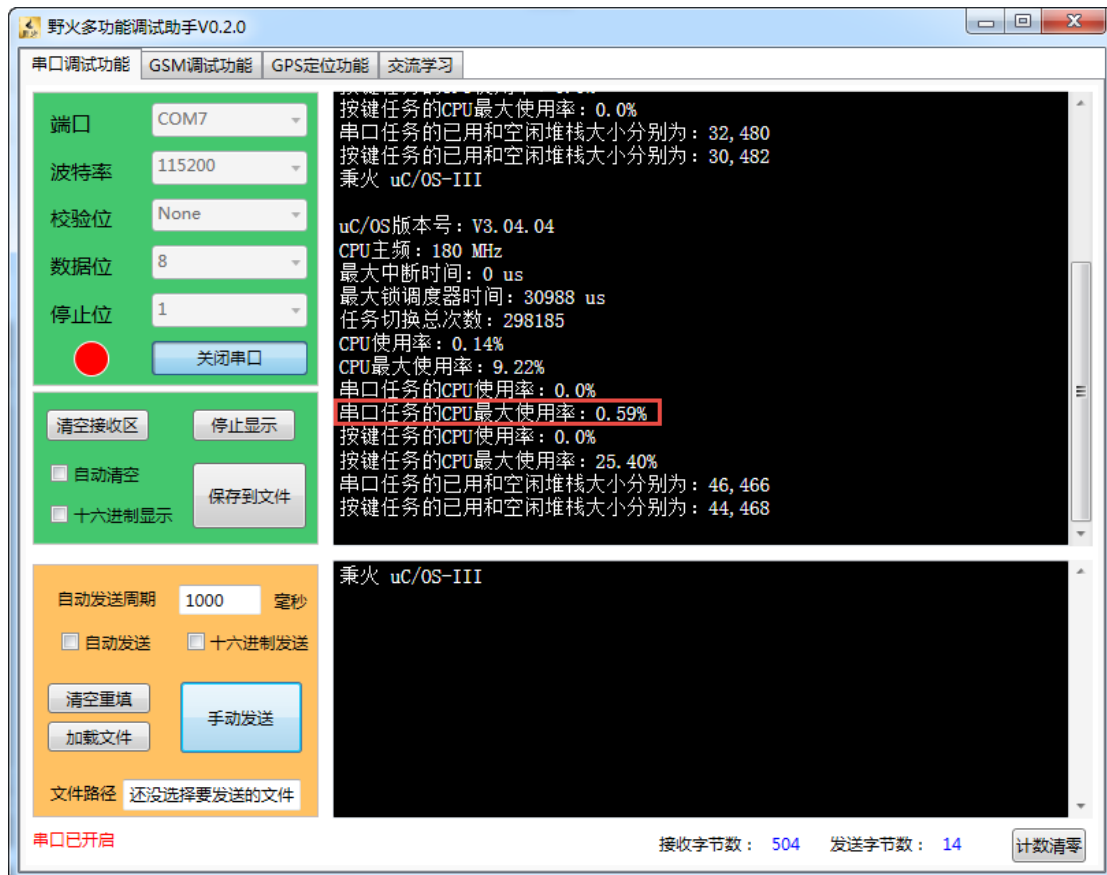 野火多功能调试助手V0.2.0
串口调试功能 GSM调试功能 GPS定位功能 交流学习
端口 COM7
波特率 115200
校验位 None
数据位 8
停止位 1
关闭串口
清空接收区 停止显示
自动清空
保存到文件
十六进制显示
按键任务的CPU最大使用率: 0.0%
串口任务的已用和空闲堆栈大小分别为: 32,480
按键任务的已用和空闲堆栈大小分别为: 30,482
秉火 uC/OS-III
uC/OS版本号: V3.04.04
CPU主频: 180 MHz
最大中断时间: 0 us
最大锁调度器时间: 30988 us
任务切换总次数: 298185
CPU使用率: 0.14%
CPU最大使用率: 9.22%
串口任务的CPU使用率: 0.0%
串口任务的CPU最大使用率: 0.59%
按键任务的CPU使用率: 0.0%
按键任务的CPU最大使用率: 25.40%
串口任务的已用和空闲堆栈大小分别为: 46,466
按键任务的已用和空闲堆栈大小分别为: 44,468
自动发送周期 1000 毫秒
自动发送 十六进制发送
清空重填
手动发送
加载文件
文件路径 还没选择要发送的文件
秉火 uC/OS-III
串口已开启 接收字节数: 504 发送字节数: 14 计数清零